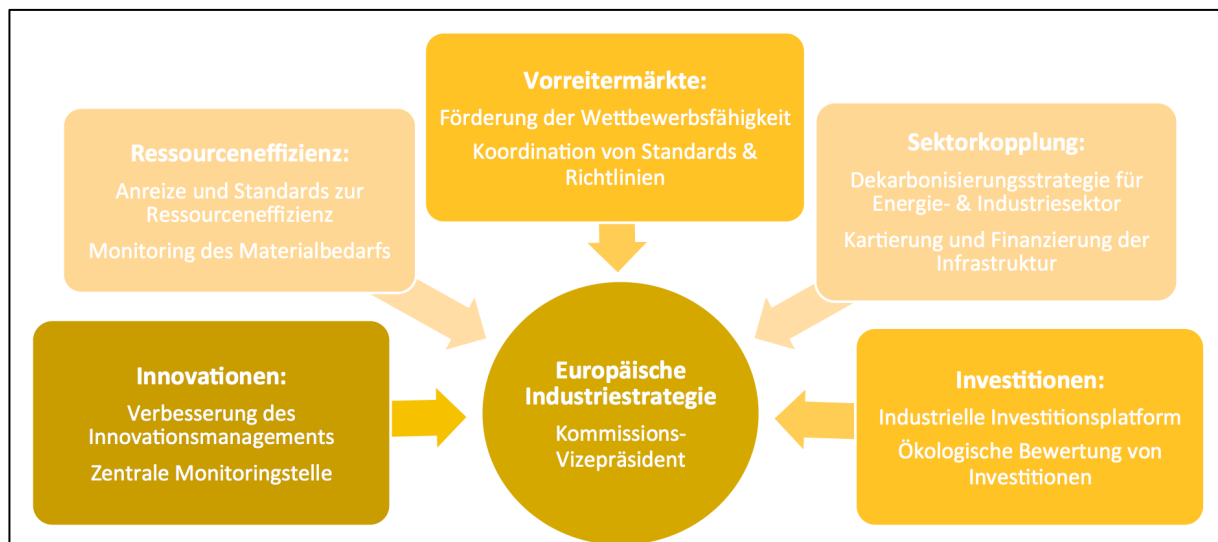 Vorreitermärkte:
Förderung der Wettbewerbsfähigkeit
Koordination von Standards &
Richtlinien
Ressourceneffizienz:
Anreize und Standards zur
Ressourceneffizienz
Monitoring des Materialbedarfs
Sektorkopplung:
Dekarbonisierungsstrategie für
Energie- & Industriesektor
Kartierung und Finanzierung der
Infrastruktur
Innovationen:
Verbesserung des
Innovationsmanagements
Zentrale Monitoringstelle
Europäische
Industriestrategie
Kommissions-
Vizepräsident
Investitionen:
Industrielle Investitionsplatform
Ökologische Bewertung von
Investitionen